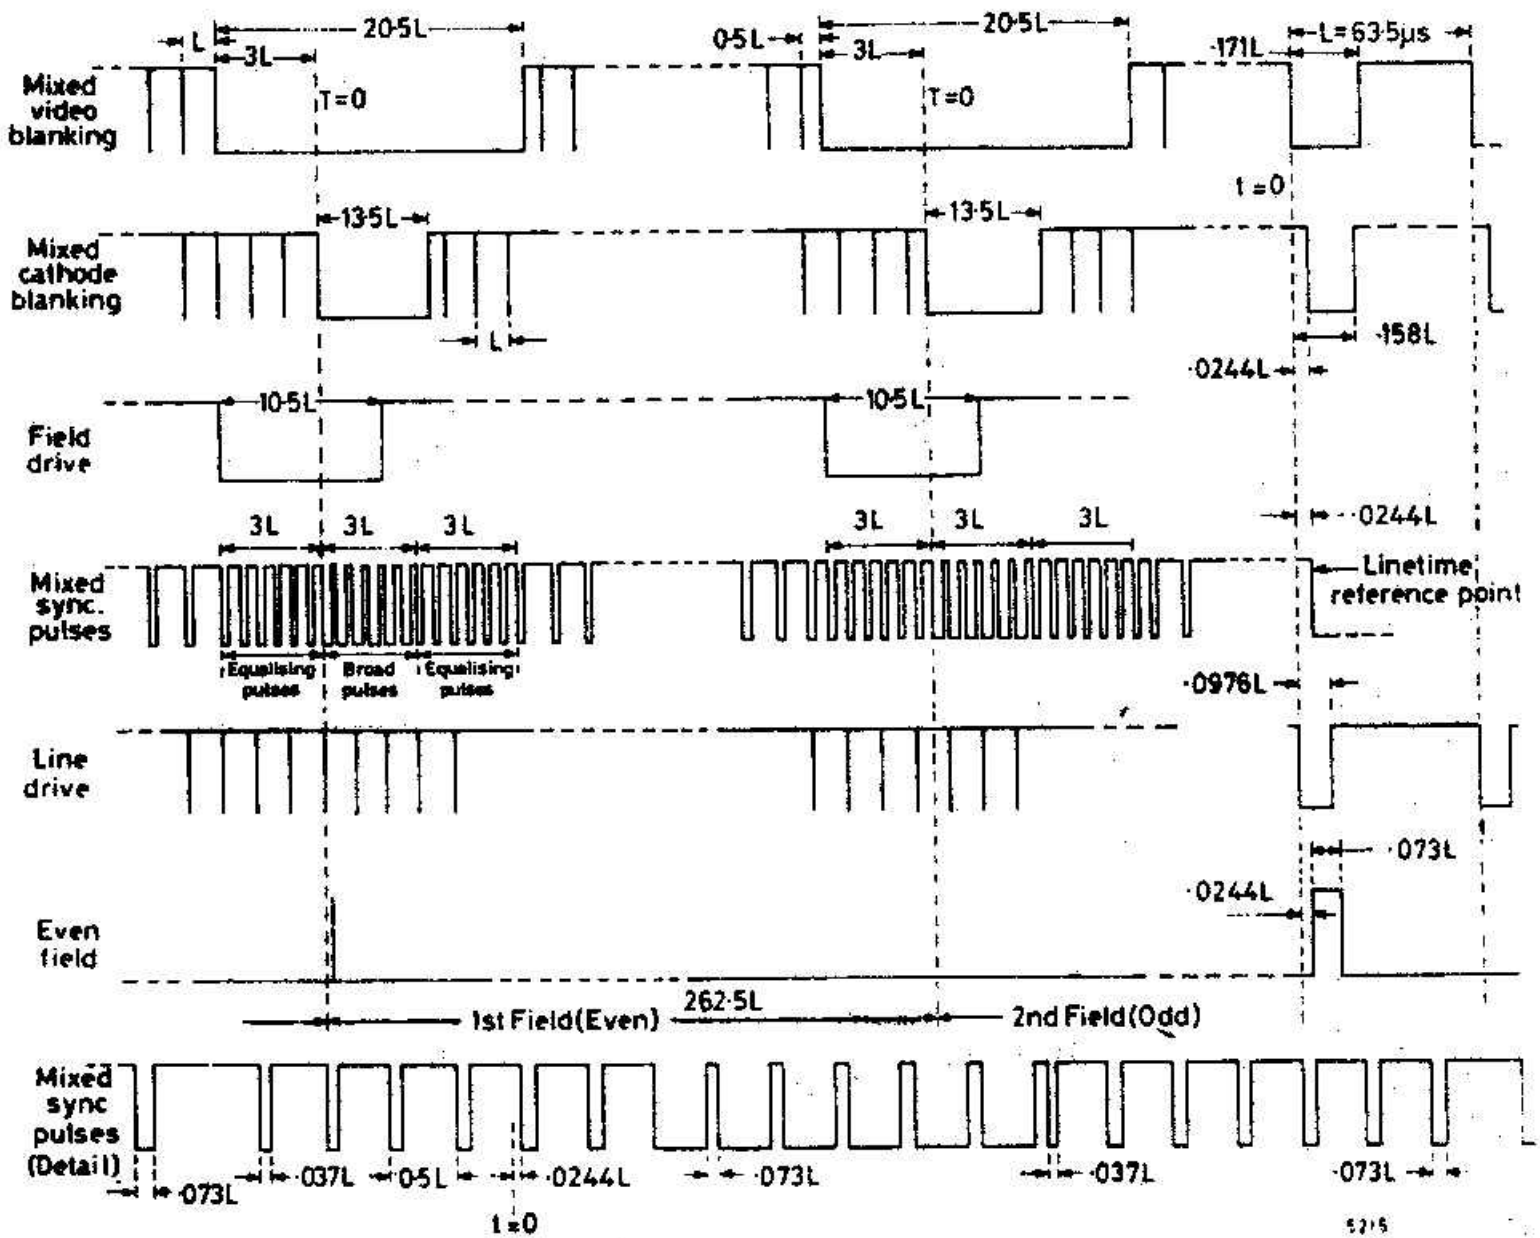 L
20·5L
3L
Mixed
video
blanking
T=0
0·5L
20·5L
3L
T=0
·171L
L=63·5µs
t=0
Mixed
cathode
blanking
13·5L
L
13·5L
·158L
·0244L
Field
drive
10·5L
10·5L
Mixed
sync.
pulses
3L 3L 3L
Equalising
pulses
Broad
pulses
Equalising
pulses
3L 3L 3L
·0244L
Linetime
reference point
Line
drive
·0976L
Even
field
·073L
·0244L
262·5L
1st Field(Even)
2nd Field(Odd)
Mixed
sync
pulses
(Detail)
·073L
·037L
0·5L
·0244L
·073L
·037L
·073L
t=0